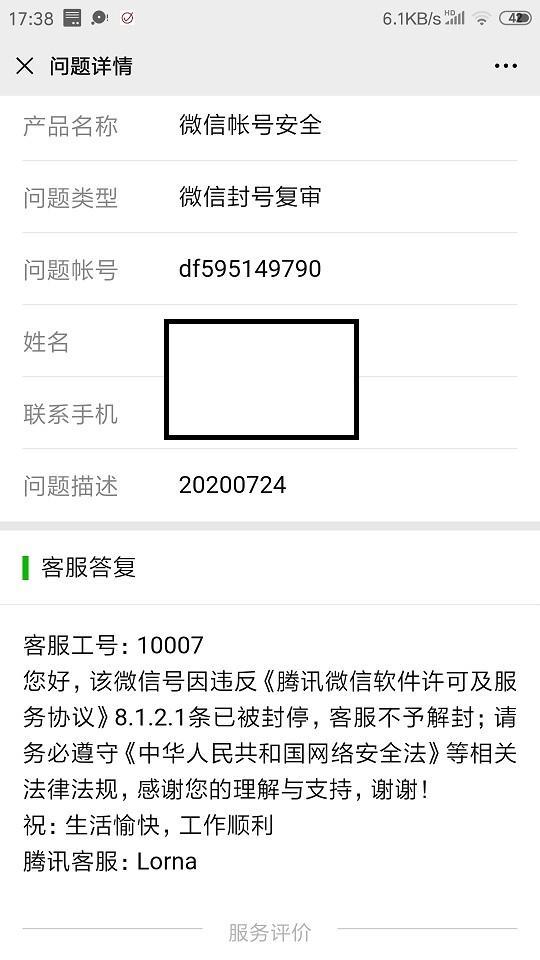 17:38
6.1KB/s HD 42
问题详情
产品名称 微信帐号安全
问题类型 微信封号复审
问题帐号 df595149790
姓名
联系手机
问题描述 20200724
客服答复
客服工号：10007
您好，该微信号因违反《腾讯微信软件许可及服
务协议》8.1.2.1条已被封停，客服不予解封；请
务必遵守《中华人民共和国网络安全法》等相关
法律法规，感谢您的理解与支持，谢谢！
祝：生活愉快，工作顺利
腾讯客服：Lorna
服务评价